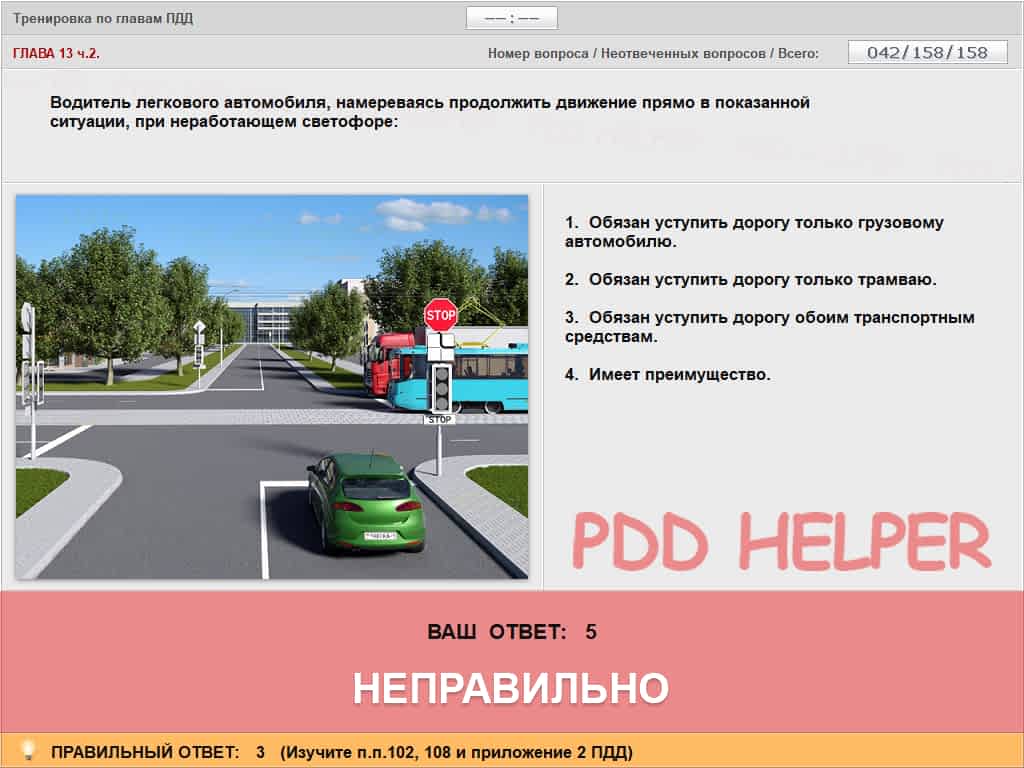 Тренировка по главам ПДД
—— : ——
ГЛАВА 13 ч.2.
Номер вопроса / Неотвеченных вопросов / Всего:
042/158/158
Водитель легкового автомобиля, намереваясь продолжить движение прямо в показанной
ситуации, при неработающем светофоре:
STOP
STOP
1. Обязан уступить дорогу только грузовому
автомобилю.
2. Обязан уступить дорогу только трамваю.
3. Обязан уступить дорогу обоим транспортным
средствам.
4. Имеет преимущество.
PDD HELPER
ВАШ ОТВЕТ: 5
НЕПРАВИЛЬНО
ПРАВИЛЬНЫЙ ОТВЕТ: 3 (Изучите п.п.102, 108 и приложение 2 ПДД)